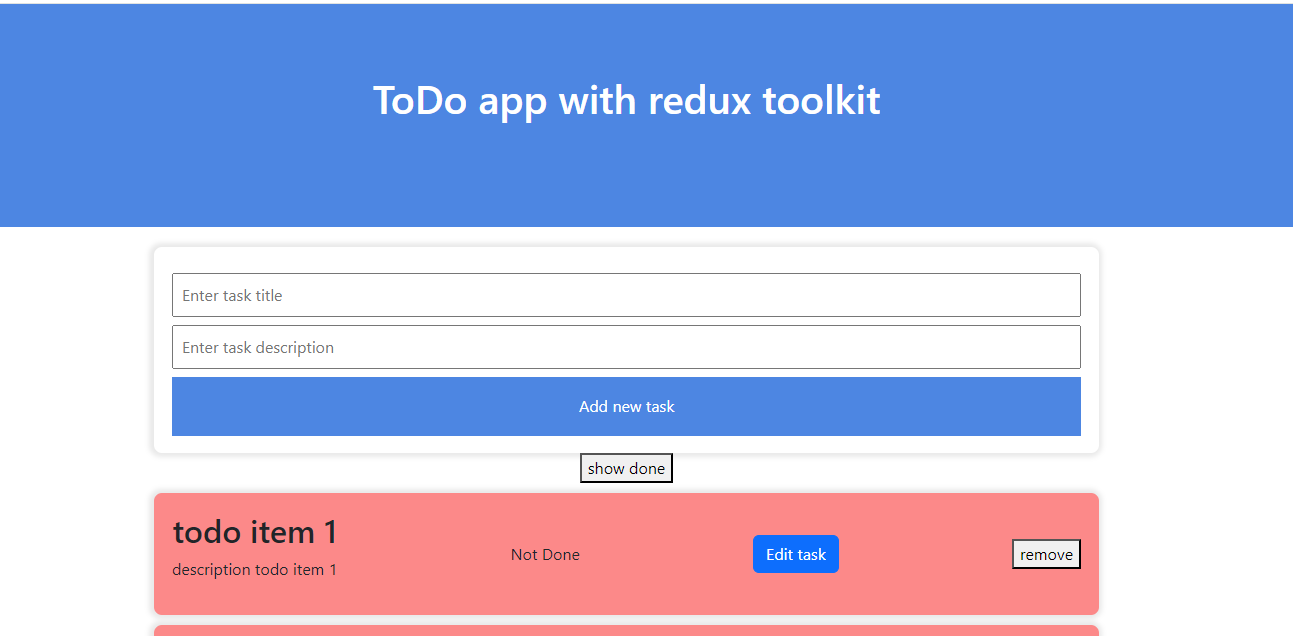 ToDo app with redux toolkit
Enter task title
Enter task description
Add new task
show done
todo item 1
description todo item 1
Not Done
Edit task
remove